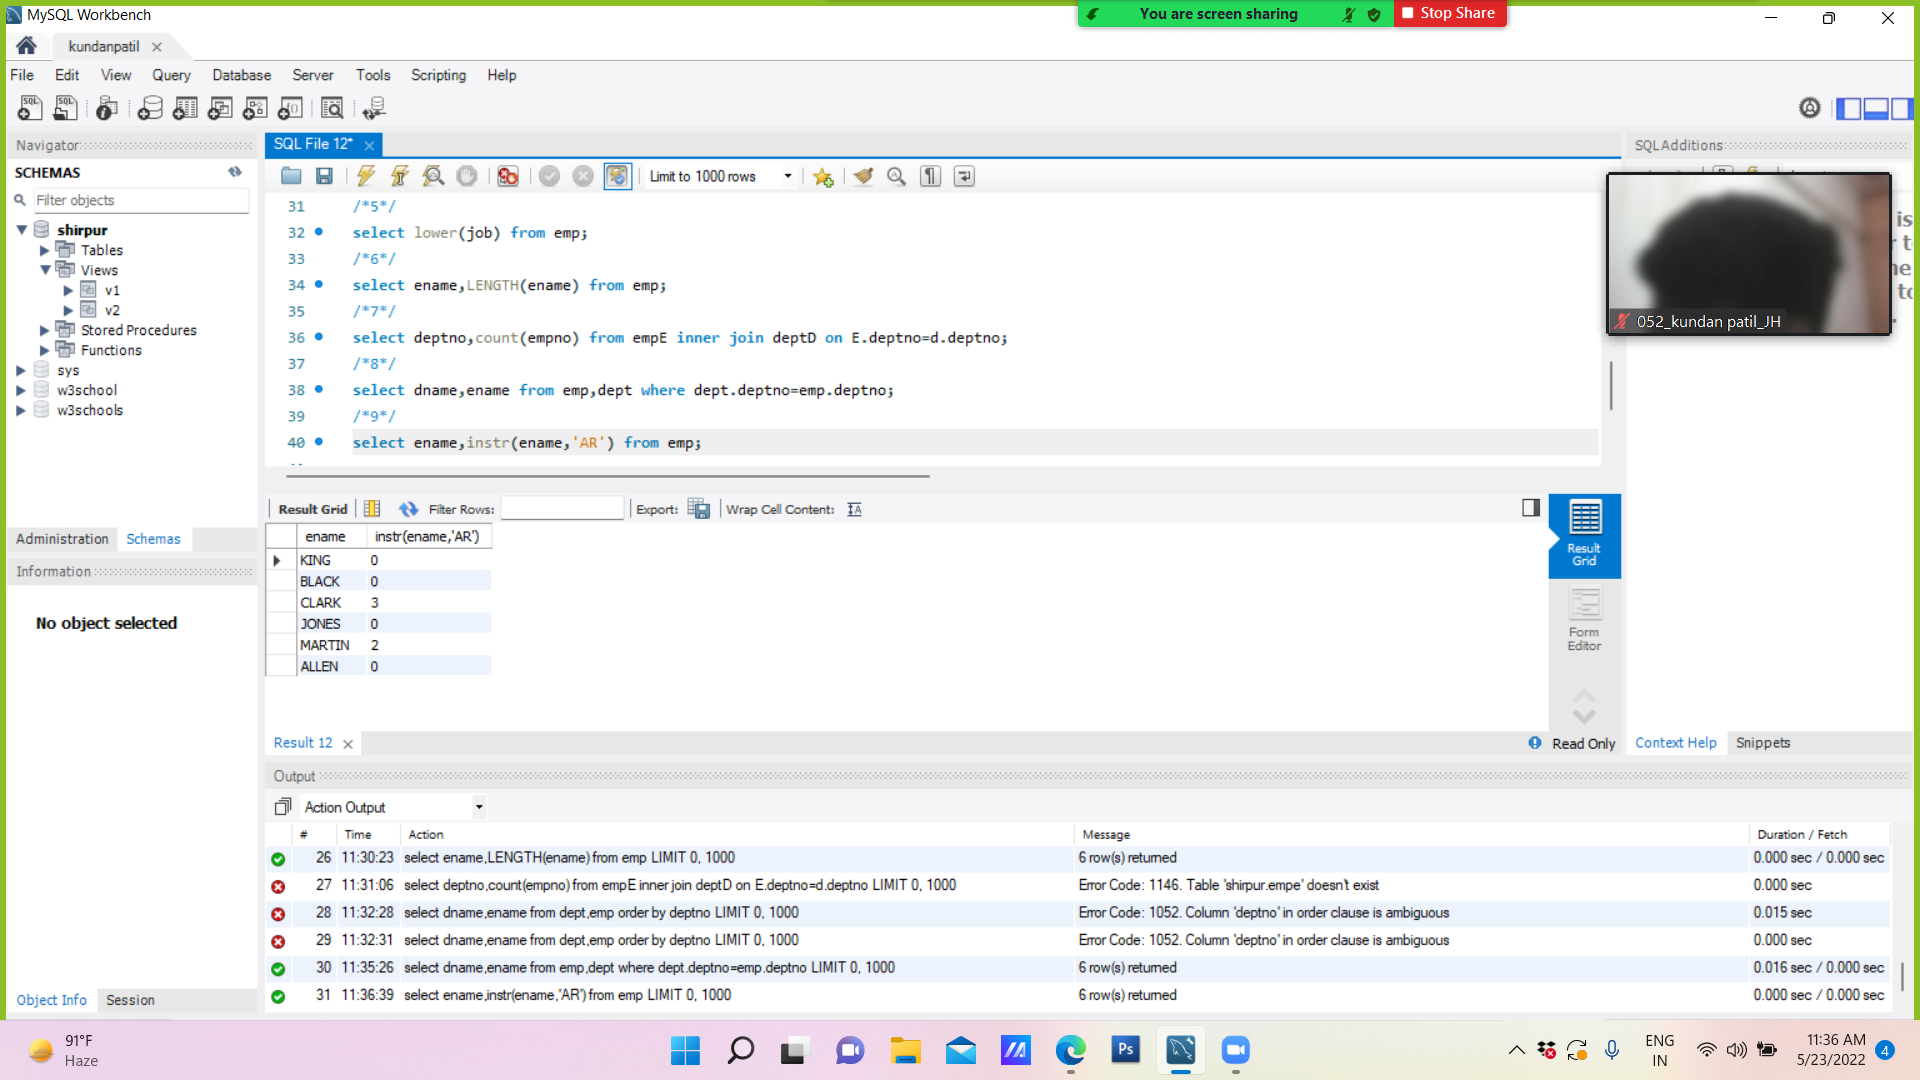 MySQL Workbench
You are screen sharing
Stop Share
kundanpatil
File Edit View Query Database Server Tools Scripting Help
Navigator
SCHEMAS
Filter objects
shirpur
Tables
Views
v1
v2
Stored Procedures
Functions
sys
w3school
w3schools
Administration Schemas
Information
No object selected
Object Info Session
SQL File 12*
Limit to 1000 rows
31 /*5*/
32 select lower(job) from emp;
33 /*6*/
34 select ename,LENGTH(ename) from emp;
35 /*7*/
36 select deptno,count(empno) from empE inner join deptD on E.deptno=d.deptno;
37 /*8*/
38 select dname,ename from emp,dept where dept.deptno=emp.deptno;
39 /*9*/
40 select ename,instr(ename,'AR') from emp;
Result Grid Filter Rows: Export: Wrap Cell Content:
ename instr(ename,'AR')
KING 0
BLACK 0
CLARK 3
JONES 0
MARTIN 2
ALLEN 0
Result Grid
Form Editor
Result 12
Read Only
SQLAdditions
052_kundan patil_JH
Context Help Snippets
Output
Action Output
# Time Action Message Duration / Fetch
26 11:30:23 select ename,LENGTH(ename) from emp LIMIT 0, 1000 6 row(s) returned 0.000 sec / 0.000 sec
27 11:31:06 select deptno,count(empno) from empE inner join deptD on E.deptno=d.deptno LIMIT 0, 1000 Error Code: 1146. Table 'shirpur.empe' doesn't exist 0.000 sec
28 11:32:28 select dname,ename from dept,emp order by deptno LIMIT 0, 1000 Error Code: 1052. Column 'deptno' in order clause is ambiguous 0.015 sec
29 11:32:31 select dname,ename from dept,emp order by deptno LIMIT 0, 1000 Error Code: 1052. Column 'deptno' in order clause is ambiguous 0.000 sec
30 11:35:26 select dname,ename from emp,dept where dept.deptno=emp.deptno LIMIT 0, 1000 6 row(s) returned 0.016 sec / 0.000 sec
31 11:36:39 select ename,instr(ename,'AR') from emp LIMIT 0, 1000 6 row(s) returned 0.000 sec / 0.000 sec
91°F
Haze
Ps
ENG
IN
11:36 AM
5/23/2022
4